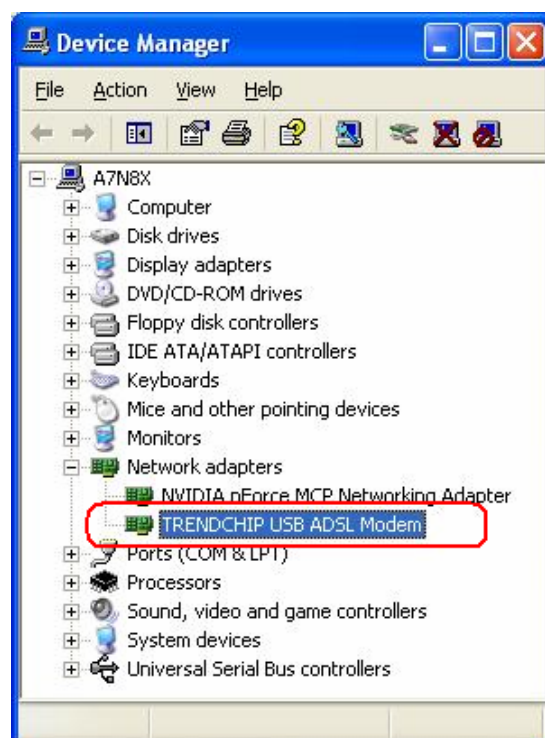 Device Manager
File Action View Help
A7N8X
Computer
Disk drives
Display adapters
DVD/CD-ROM drives
Floppy disk controllers
IDE ATA/ATAPI controllers
Keyboards
Mice and other pointing devices
Monitors
Network adapters
NVIDIA nForce MCP Networking Adapter
TRENDCHIP USB ADSL Modem
Ports (COM & LPT)
Processors
Sound, video and game controllers
System devices
Universal Serial Bus controllers